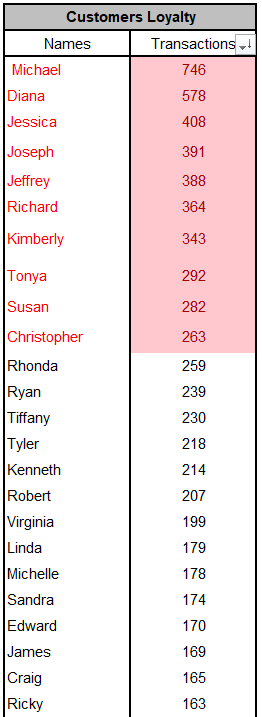 Customers Loyalty
Names Transactions
Michael 746
Diana 578
Jessica 408
Joseph 391
Jeffrey 388
Richard 364
Kimberly 343
Tonya 292
Susan 282
Christopher 263
Rhonda 259
Ryan 239
Tiffany 230
Tyler 218
Kenneth 214
Robert 207
Virginia 199
Linda 179
Michelle 178
Sandra 174
Edward 170
James 169
Craig 165
Ricky 163